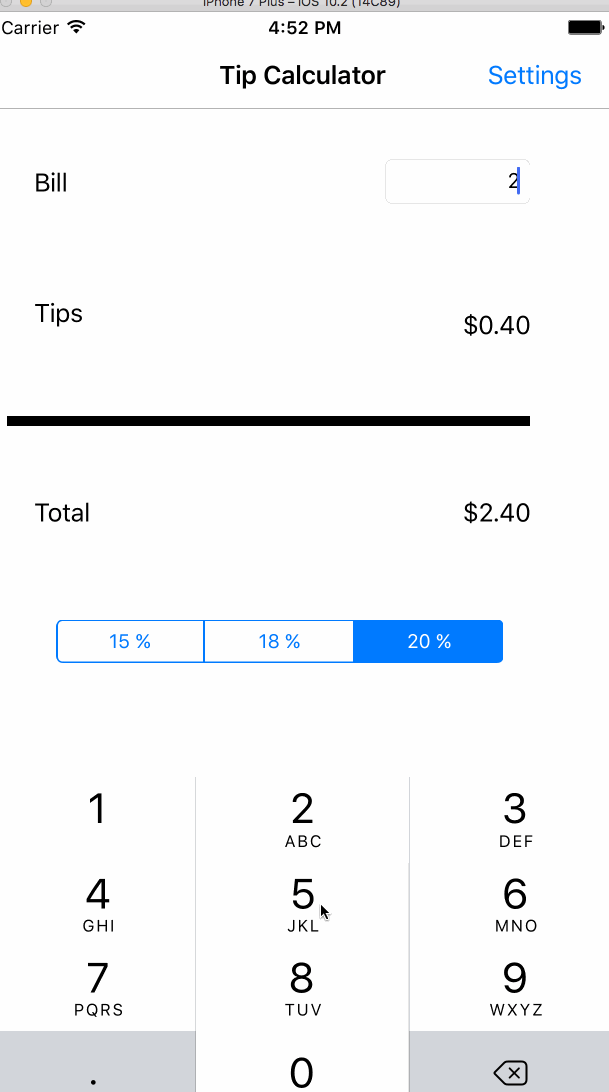 iPhone 7 Plus – iOS 10.2 (14C89)
Carrier 4:52 PM
Tip Calculator Settings
Bill 2
Tips $0.40
Total $2.40
15 % 18 % 20 %
1 2 3
ABC DEF
4 5 6
GHI JKL MNO
7 8 9
PQRS TUV WXYZ
. 0